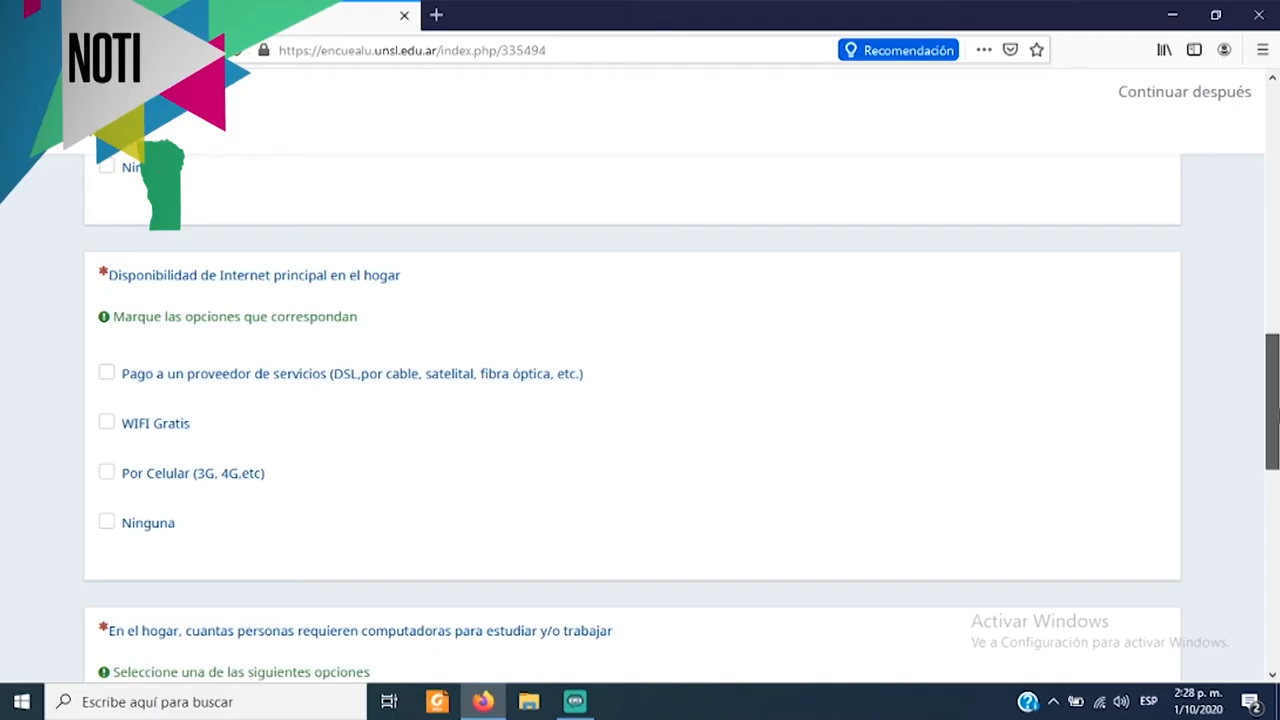 NOTI
https://encuealu.unsl.edu.ar/index.php/335494
Recomendación
Continuar después
Nin
*Disponibilidad de Internet principal en el hogar
Marque las opciones que correspondan
Pago a un proveedor de servicios (DSL,por cable, satelital, fibra óptica, etc.)
WIFI Gratis
Por Celular (3G, 4G,etc)
Ninguna
*En el hogar, cuantas personas requieren computadoras para estudiar y/o trabajar
Seleccione una de las siguientes opciones
Activar Windows
Ve a Configuración para activar Windows.
Escribe aquí para buscar
ESP
2:28 p. m.
1/10/2020
2